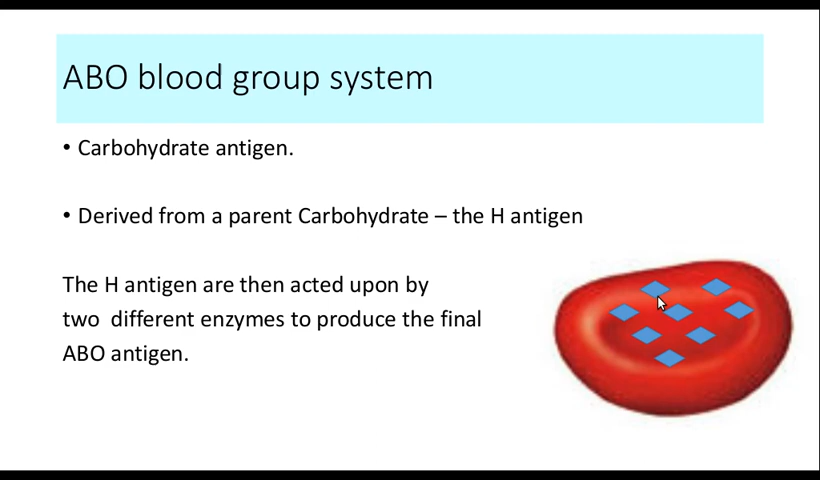 ABO blood group system
• Carbohydrate antigen.
• Derived from a parent Carbohydrate – the H antigen
The H antigen are then acted upon by
two  different enzymes to produce the final
ABO antigen.